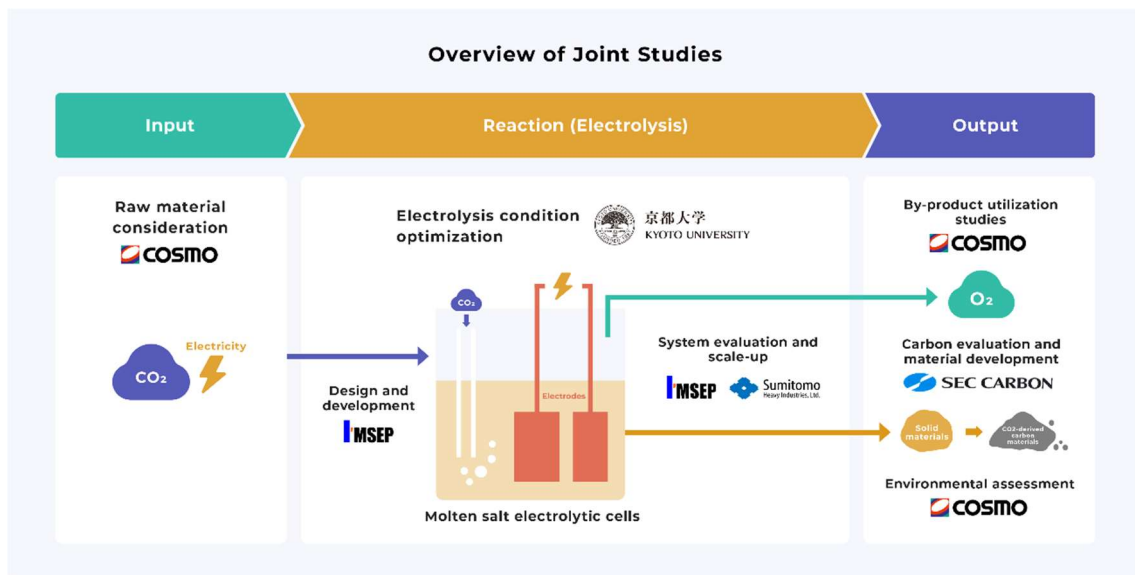 Overview of Joint Studies
Input
Reaction (Electrolysis)
Output
Raw material
consideration
COSMO
CO₂
Electricity
Design and
development
I'MSEP
Electrolysis condition
optimization
京都大学
KYOTO UNIVERSITY
CO₂
Electrodes
Molten salt electrolytic cells
System evaluation and
scale-up
I'MSEP
Sumitomo
Heavy Industries, Ltd.
By-product utilization
studies
COSMO
O₂
Carbon evaluation and
material development
SEC CARBON
Solid
materials
CO2-derived
carbon
materials
Environmental assessment
COSMO